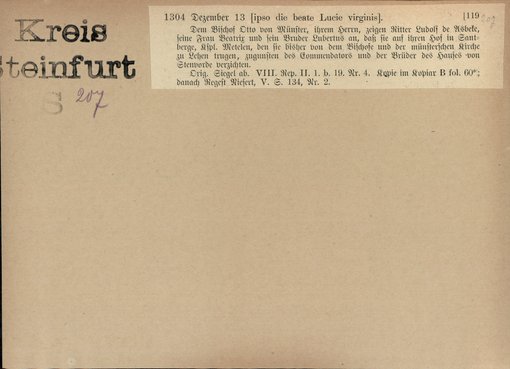 Kreis
Steinfurt
S 207
1304 Dezember 13 [ipso die beate Lucie virginis]. [119
207
Dem Bischof Otto von Münster, ihrem Herrn, zeigen Ritter Ludolf de Asbeke,
seine Frau Beatrix und sein Bruder Lubertus an, daß sie auf ihren Hof in Sant-
berge, Kspl. Metelen, den sie bisher von dem Bischofe und der münsterschen Kirche
zu Lehen trugen, zugunsten des Commendators und der Brüder des Hauses von
Stenvorde verzichten.
Orig. Siegel ab. VIII. Rep. II. 1. b. 19. Nr. 4. Kopie im Kopiar B fol. 60ᵛ;
danach Regest Niesert, V. S. 134, Nr. 2.